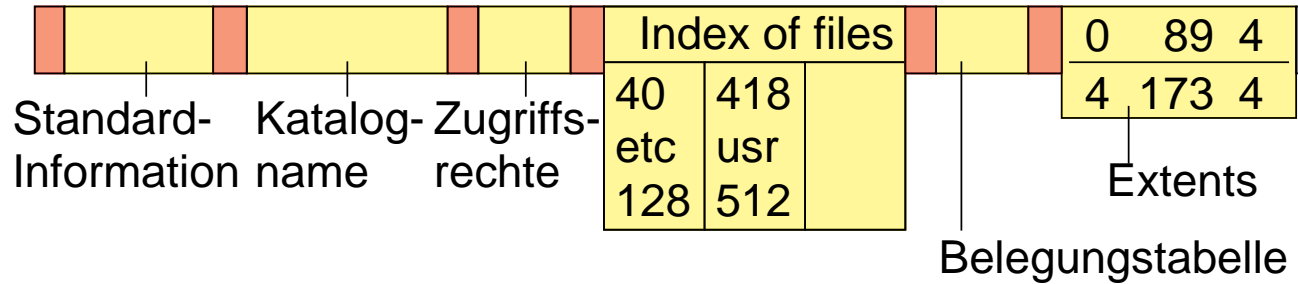 Index of files
0 89 4
4 173 4
40 418
etc usr
128 512
Standard-
Information
Katalog-
name
Zugriffs-
rechte
Extents
Belegungstabelle